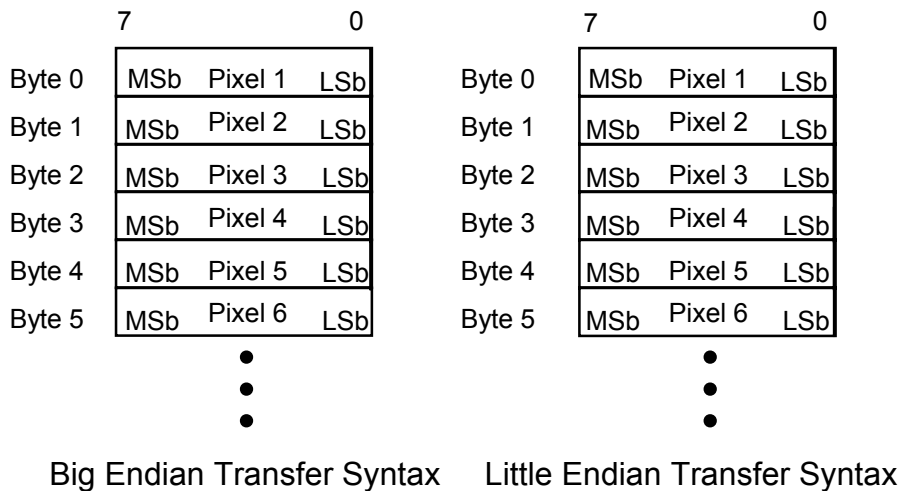 7 0
Byte 0 MSb Pixel 1 LSb
Byte 1 MSb Pixel 2 LSb
Byte 2 MSb Pixel 3 LSb
Byte 3 MSb Pixel 4 LSb
Byte 4 MSb Pixel 5 LSb
Byte 5 MSb Pixel 6 LSb
Big Endian Transfer Syntax
7 0
Byte 0 MSb Pixel 1 LSb
Byte 1 MSb Pixel 2 LSb
Byte 2 MSb Pixel 3 LSb
Byte 3 MSb Pixel 4 LSb
Byte 4 MSb Pixel 5 LSb
Byte 5 MSb Pixel 6 LSb
Little Endian Transfer Syntax